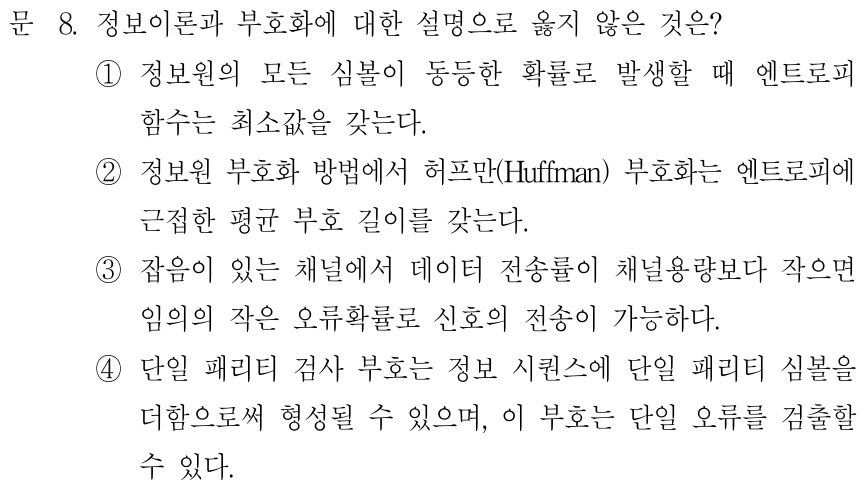 문 8. 정보이론과 부호화에 대한 설명으로 옳지 않은 것은?
① 정보원의 모든 심볼이 동등한 확률로 발생할 때 엔트로피
함수는 최소값을 갖는다.
② 정보원 부호화 방법에서 허프만(Huffman) 부호화는 엔트로피에
근접한 평균 부호 길이를 갖는다.
③ 잡음이 있는 채널에서 데이터 전송률이 채널용량보다 작으면
임의의 작은 오류확률로 신호의 전송이 가능하다.
④ 단일 패리티 검사 부호는 정보 시퀀스에 단일 패리티 심볼을
더함으로써 형성될 수 있으며, 이 부호는 단일 오류를 검출할
수 있다.